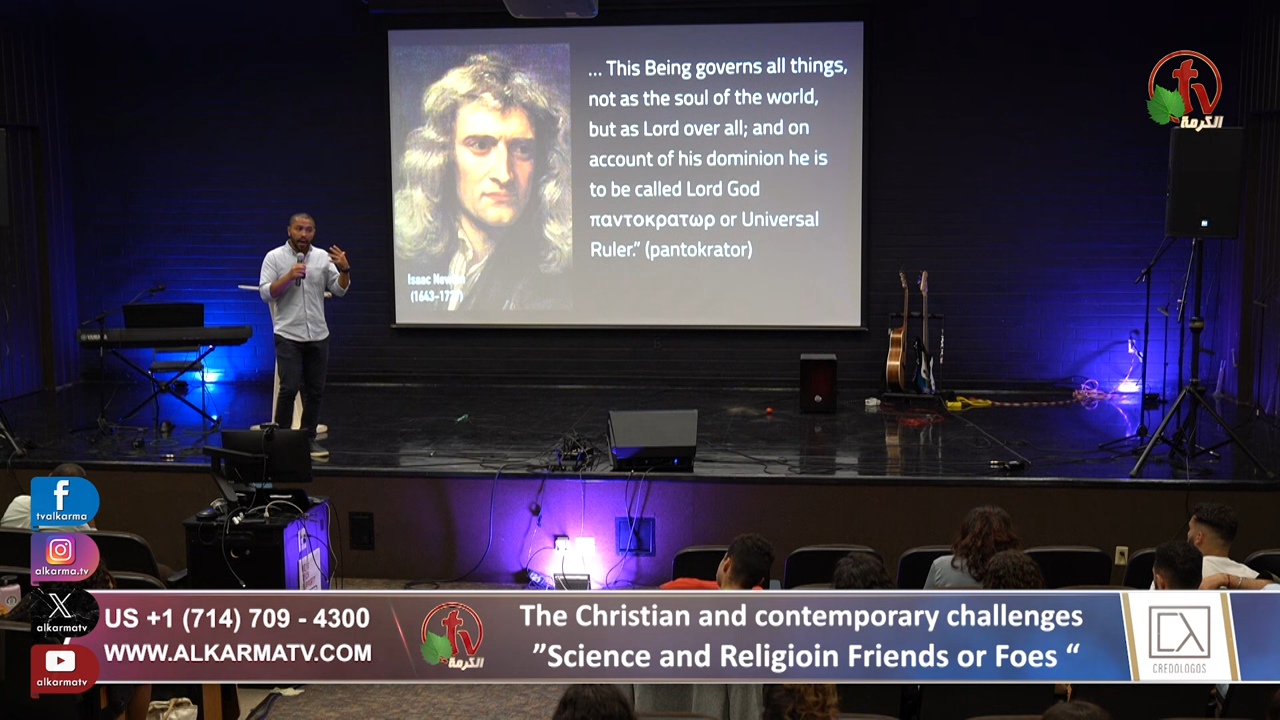 ... This Being governs all things,
not as the soul of the world,
but as Lord over all; and on
account of his dominion he is
to be called Lord God
παντοκρατωρ or Universal
Ruler.” (pantokrator)
Isaac
(1643-
tv
الكرمة
YAMAHA
f
tvalkarma
alkarma.tv
X
alkarmatv
alkarmatv
US +1 (714) 709 - 4300
WWW.ALKARMATV.COM
tv
الكرمة
The Christian and contemporary challenges
”Science and Religioin Friends or Foes “
CREDOLOGOS